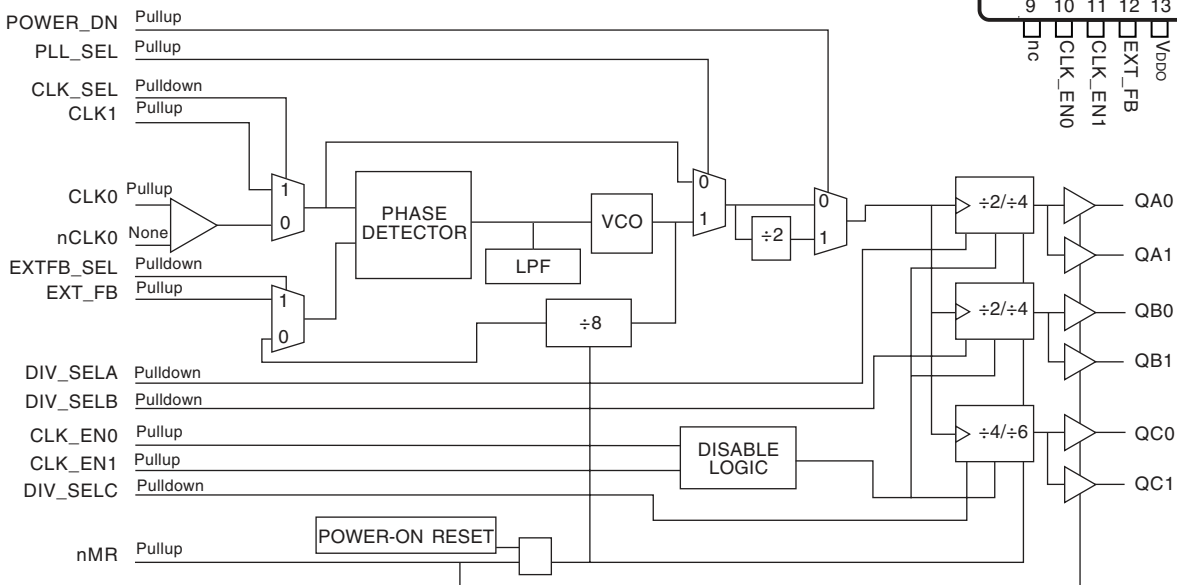 POWER_DN Pullup
PLL_SEL Pullup
CLK_SEL Pulldown
CLK1 Pullup
CLK0 Pullup
nCLK0 None
EXTFB_SEL Pulldown
EXT_FB Pullup
DIV_SELA Pulldown
DIV_SELB Pulldown
CLK_EN0 Pullup
CLK_EN1 Pullup
DIV_SELC Pulldown
nMR Pullup
1
0
1
0
PHASE
DETECTOR
LPF
VCO
÷8
0
1
÷2
0
1
DISABLE
LOGIC
POWER-ON RESET
÷2/÷4
÷2/÷4
÷4/÷6
QA0
QA1
QB0
QB1
QC0
QC1
9 10 11 12 13
nc
CLK_EN0
CLK_EN1
EXT_FB
VDDO